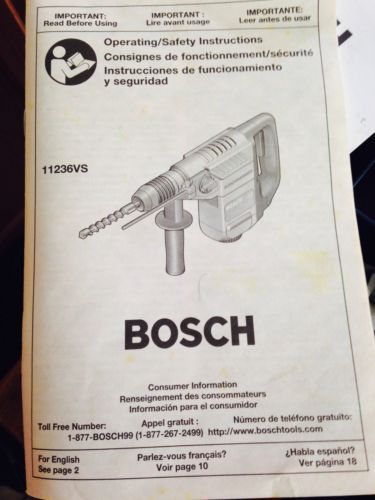 IMPORTANT: IMPORTANT : IMPORTANTE:
Read Before Using Lire avant usage Leer antes de usar
Operating/Safety Instructions
Consignes de fonctionnement/sécurité
Instrucciones de funcionamiento
y seguridad
11236VS
BOSCH
Consumer Information
Renseignement des consommateurs
Información para el consumidor
Toll Free Number: Appel gratuit : Número de teléfono gratuito:
1-877-BOSCH99 (1-877-267-2499) http://www.boschtools.com
For English Parlez-vous français? ¿Habla español?
See page 2 Voir page 10 Ver página 18